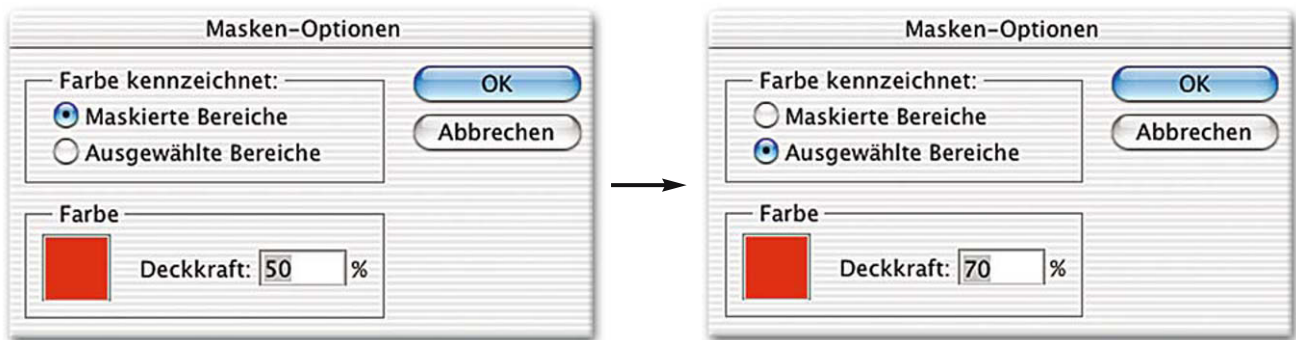 Masken-Optionen
Farbe kennzeichnet:
Maskierte Bereiche
Ausgewählte Bereiche
OK
Abbrechen
Farbe
Deckkraft: 50 %
Masken-Optionen
Farbe kennzeichnet:
Maskierte Bereiche
Ausgewählte Bereiche
OK
Abbrechen
Farbe
Deckkraft: 70 %